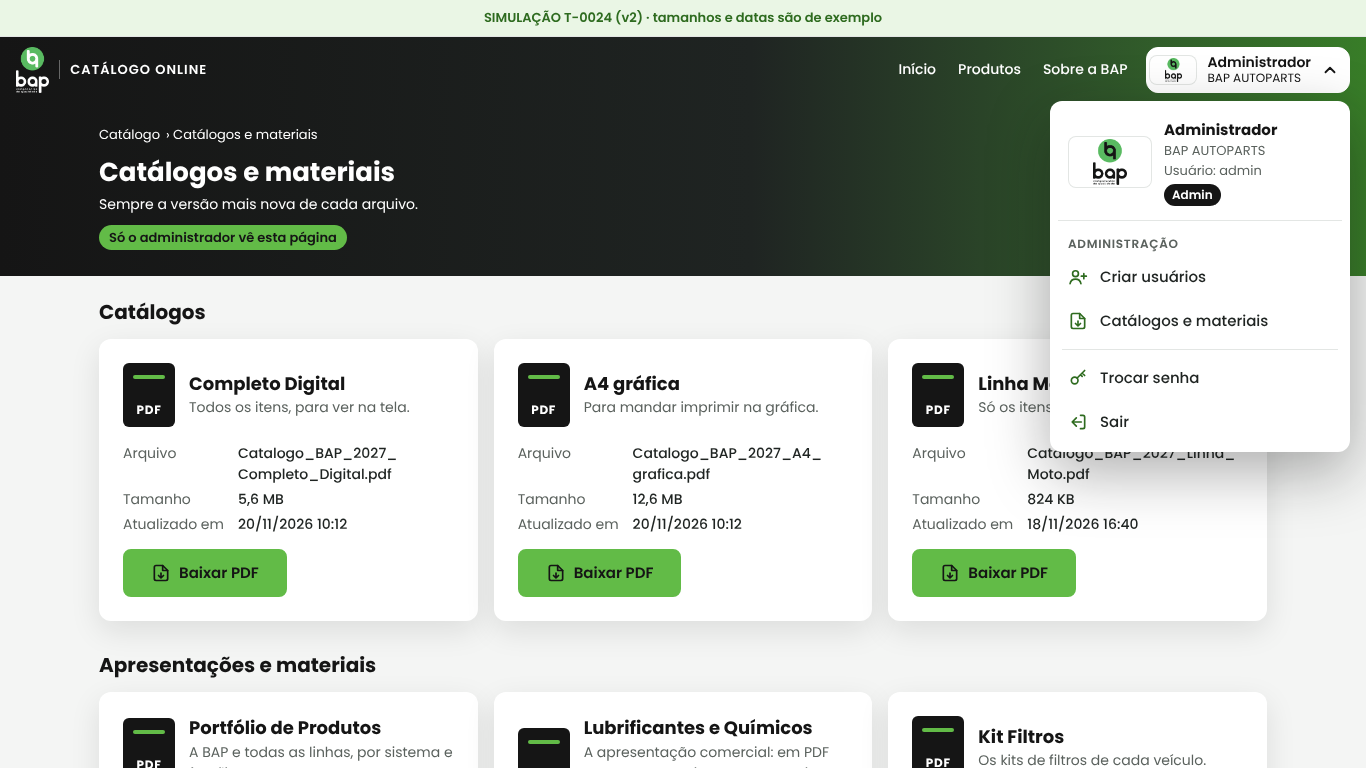 SIMULAÇÃO T-0024 (v2) · tamanhos e datas são de exemplo
bap
CATÁLOGO ONLINE
Início
Produtos
Sobre a BAP
bap
Administrador
BAP AUTOPARTS
Catálogo › Catálogos e materiais
Catálogos e materiais
Sempre a versão mais nova de cada arquivo.
Só o administrador vê esta página
bap
Administrador
BAP AUTOPARTS
Usuário: admin
Admin
ADMINISTRAÇÃO
Criar usuários
Catálogos e materiais
Trocar senha
Sair
Catálogos
PDF
Completo Digital
Todos os itens, para ver na tela.
Arquivo
Catalogo_BAP_2027_
Completo_Digital.pdf
Tamanho
5,6 MB
Atualizado em
20/11/2026 10:12
Baixar PDF
PDF
A4 gráfica
Para mandar imprimir na gráfica.
Arquivo
Catalogo_BAP_2027_A4_
grafica.pdf
Tamanho
12,6 MB
Atualizado em
20/11/2026 10:12
Baixar PDF
PDF
Linha
Só os itens
Arquivo
Catalogo_BAP_2027_Linha_
Moto.pdf
Tamanho
824 KB
Atualizado em
18/11/2026 16:40
Baixar PDF
Apresentações e materiais
PDF
Portfólio de Produtos
A BAP e todas as linhas, por sistema e
PDF
Lubrificantes e Químicos
A apresentação comercial: em PDF
PDF
Kit Filtros
Os kits de filtros de cada veículo.